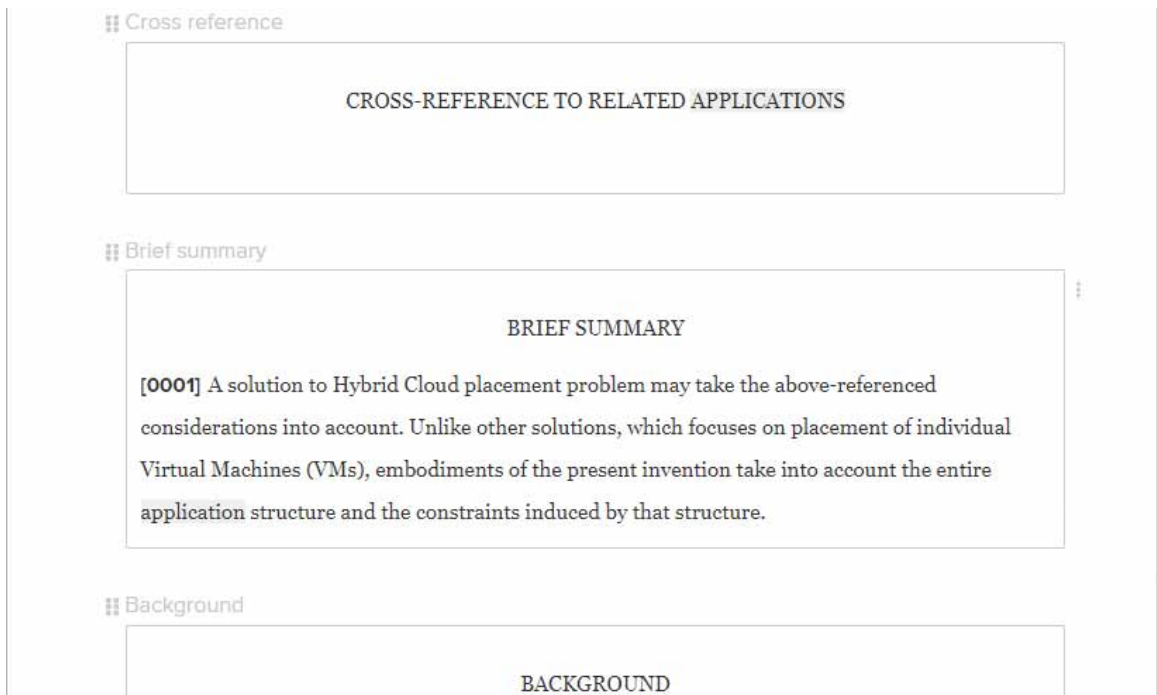 Cross reference
CROSS-REFERENCE TO RELATED APPLICATIONS
Brief summary
BRIEF SUMMARY
[0001] A solution to Hybrid Cloud placement problem may take the above-referenced
considerations into account. Unlike other solutions, which focuses on placement of individual
Virtual Machines (VMs), embodiments of the present invention take into account the entire
application structure and the constraints induced by that structure.
Background
BACKGROUND